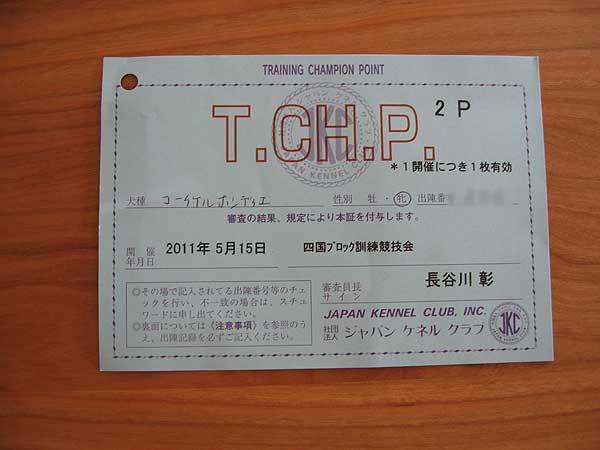 TRAINING CHAMPION POINT
T.CH.P.
2 P
*1開催につき1枚有効
犬種 コーイケルホンディエ 性別 牡・牝 出陳番
審査の結果、規定により本証を付与します。
開催年月日 2011年 5月15日 四国ブロック訓練競技会
◎その場で記入されてる出陳番号等のチェ
ックを行い、不一致の場合は、スチュ
ワードに申し出てください。
◎裏面については《注意事項》を参照のう
え、出陳記録を必ずご記入ください。
審査員長
サイン
長谷川 彰
JAPAN KENNEL CLUB, INC.
社団法人 ジャパン ケネル クラブ
JKC